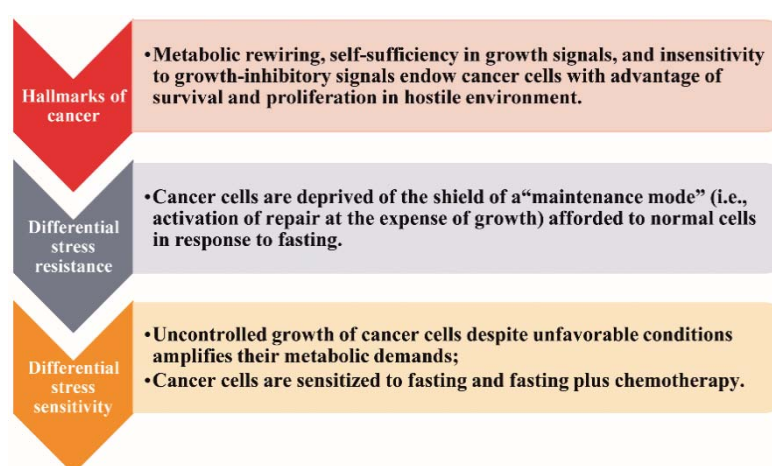 Hallmarks of
cancer
•Metabolic rewiring, self-sufficiency in growth signals, and insensitivity
to growth-inhibitory signals endow cancer cells with advantage of
survival and proliferation in hostile environment.
Differential
stress
resistance
•Cancer cells are deprived of the shield of a“maintenance mode” (i.e.,
activation of repair at the expense of growth) afforded to normal cells
in response to fasting.
Differential
stress
sensitivity
•Uncontrolled growth of cancer cells despite unfavorable conditions
amplifies their metabolic demands;
•Cancer cells are sensitized to fasting and fasting plus chemotherapy.